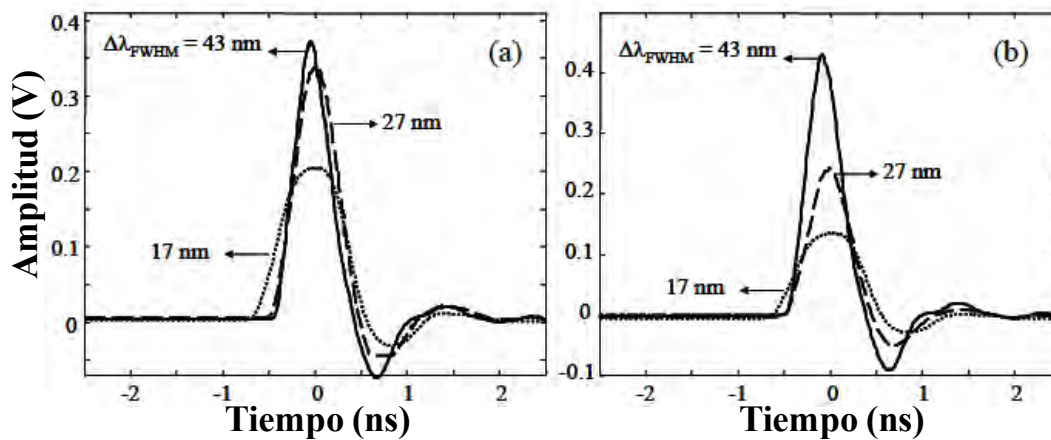 Amplitud (V)
0.4
0.3
0.2
0.1
0
-2
-1
0
1
2
Tiempo (ns)
(a)
Δλ_FWHM = 43 nm
27 nm
17 nm
0.4
0.3
0.2
0.1
0
-0.1
-2
-1
0
1
2
Tiempo (ns)
(b)
Δλ_FWHM = 43 nm
27 nm
17 nm